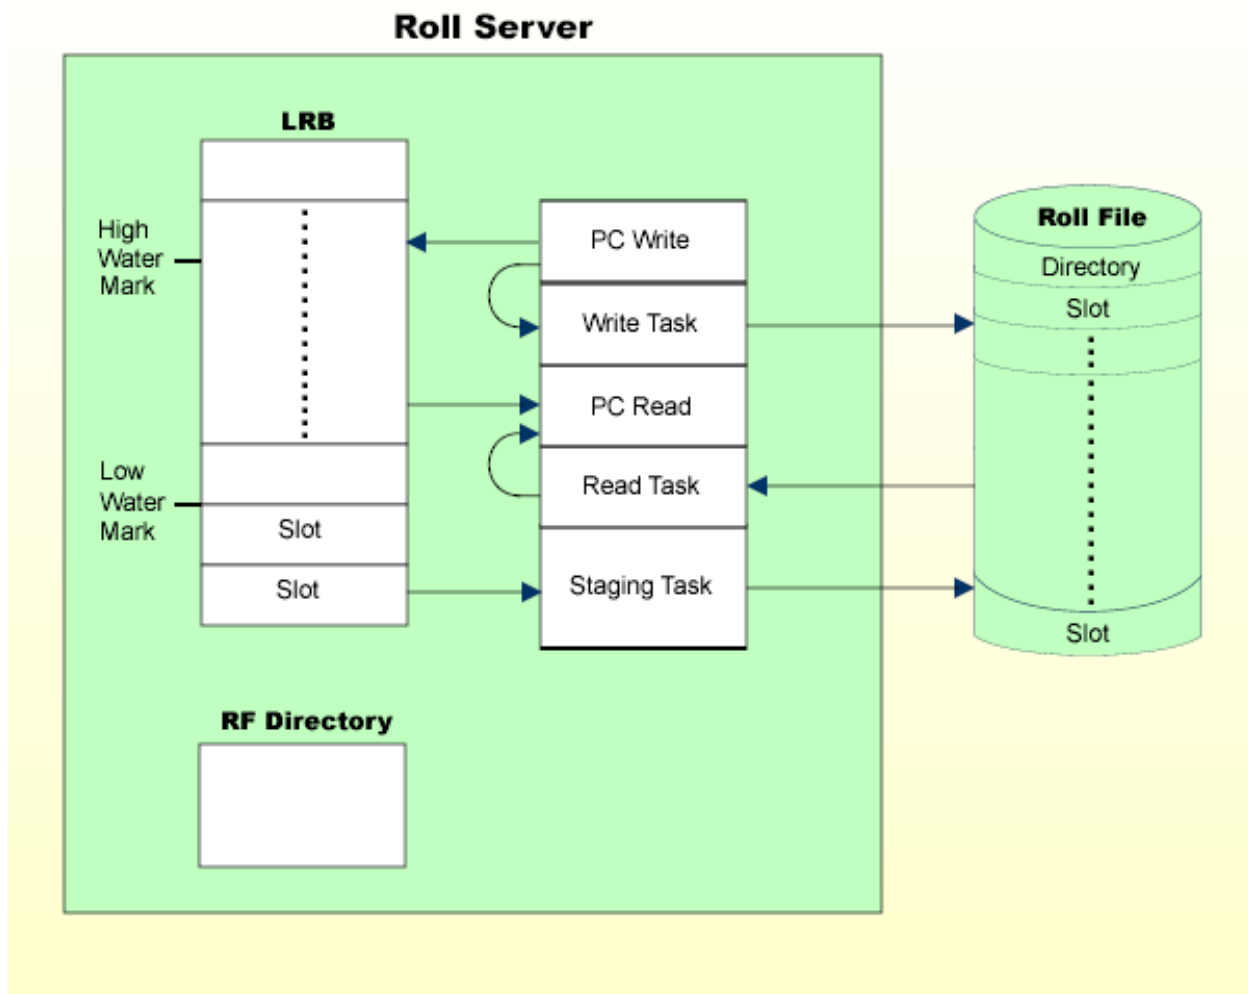 Roll Server
LRB
High
Water
Mark
Low
Water
Mark
Slot
Slot
PC Write
Write Task
PC Read
Read Task
Staging Task
Roll File
Directory
Slot
Slot
RF Directory